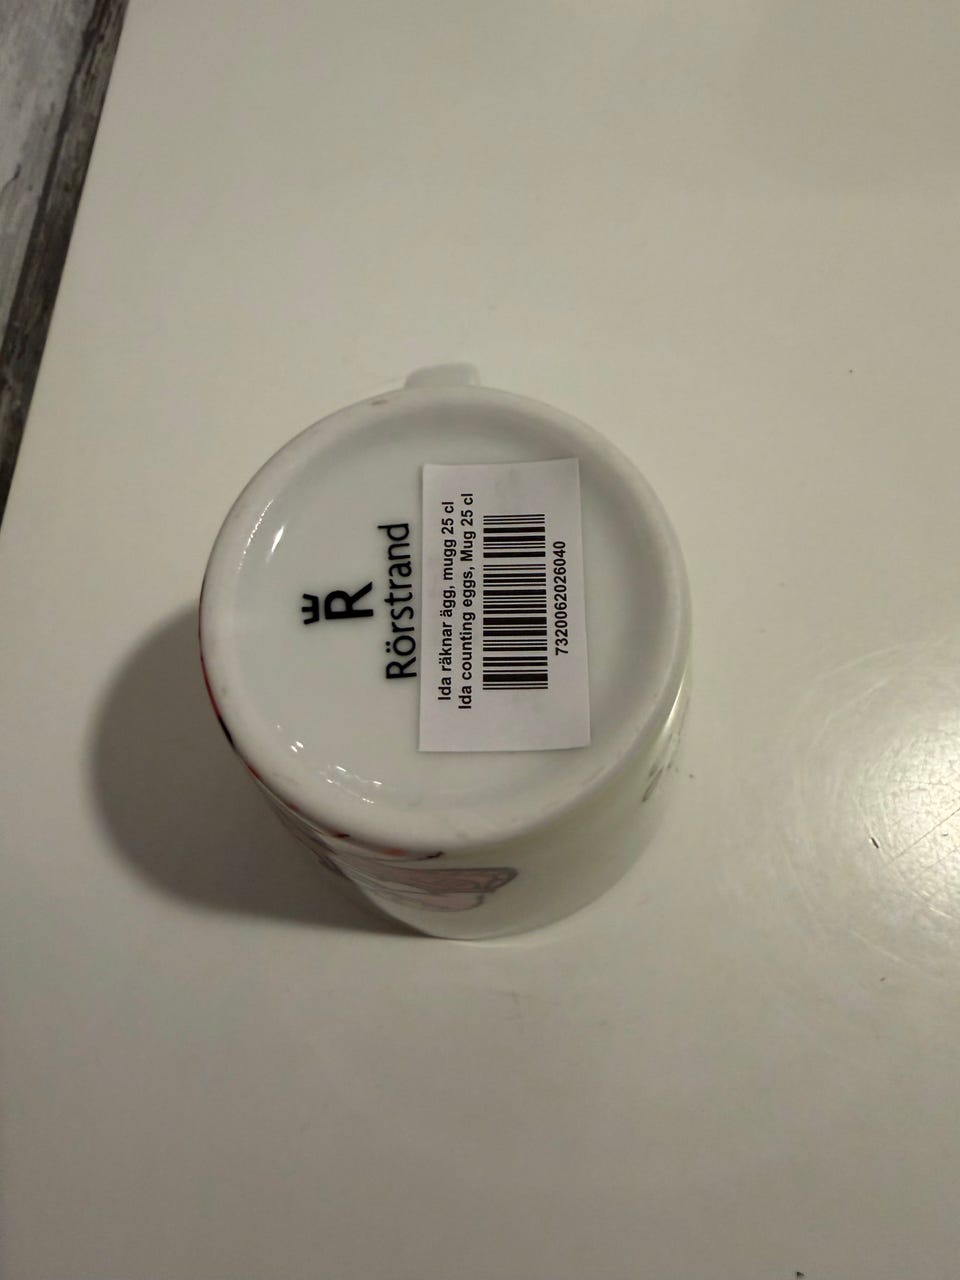 R
Rörstrand
Ida räknar ägg, mugg 25 cl
Ida counting eggs, Mug 25 cl
7320062026040